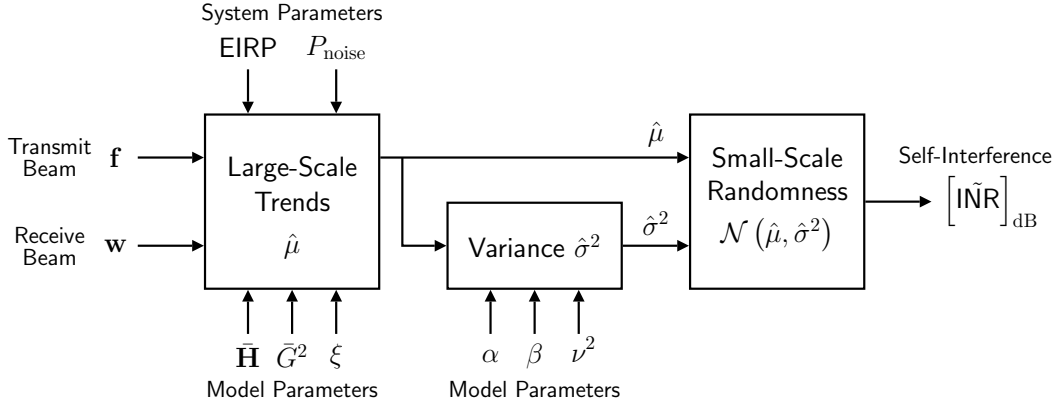 System Parameters
EIRP P_noise
Transmit Beam f
Receive Beam w
Large-Scale
Trends
μ̂
μ̂
Variance σ̂²
σ̂²
Small-Scale
Randomness
𝒩(μ̂, σ̂²)
Self-Interference
[IÑR]_dB
H̄ Ḡ² ξ
Model Parameters
α β ν²
Model Parameters